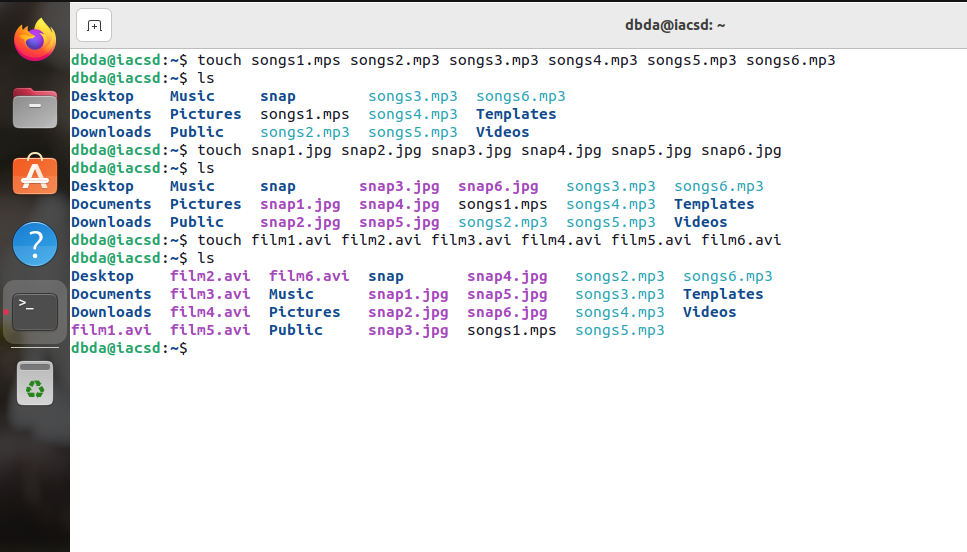 dbda@iacsd: ~
dbda@iacsd:~$ touch songs1.mps songs2.mp3 songs3.mp3 songs4.mp3 songs5.mp3 songs6.mp3
dbda@iacsd:~$ ls
Desktop    Music     snap        songs3.mp3  songs6.mp3
Documents  Pictures  songs1.mps  songs4.mp3  Templates
Downloads  Public    songs2.mp3  songs5.mp3  Videos
dbda@iacsd:~$ touch snap1.jpg snap2.jpg snap3.jpg snap4.jpg snap5.jpg snap6.jpg
dbda@iacsd:~$ ls
Desktop    Music     snap       snap3.jpg  snap6.jpg   songs3.mp3  songs6.mp3
Documents  Pictures  snap1.jpg  snap4.jpg  songs1.mps  songs4.mp3  Templates
Downloads  Public    snap2.jpg  snap5.jpg  songs2.mp3  songs5.mp3  Videos
dbda@iacsd:~$ touch film1.avi film2.avi film3.avi film4.avi film5.avi film6.avi
dbda@iacsd:~$ ls
Desktop    film2.avi  film6.avi  snap       snap4.jpg   songs2.mp3  songs6.mp3
Documents  film3.avi  Music      snap1.jpg  snap5.jpg   songs3.mp3  Templates
Downloads  film4.avi  Pictures   snap2.jpg  snap6.jpg   songs4.mp3  Videos
film1.avi  film5.avi  Public     snap3.jpg  songs1.mps  songs5.mp3
dbda@iacsd:~$